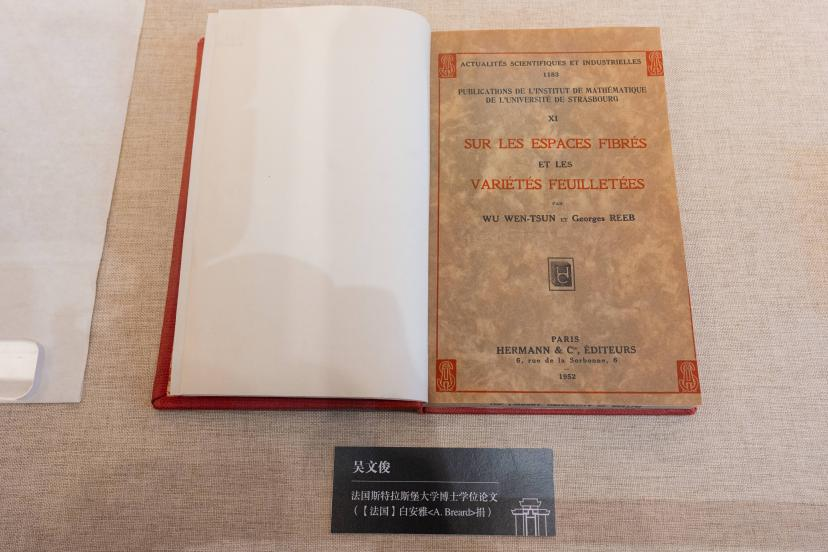 ACTUALITÉS SCIENTIFIQUES ET INDUSTRIELLES
1183
PUBLICATIONS DE L'INSTITUT DE MATHÉMATIQUE
DE L'UNIVERSITÉ DE STRASBOURG
XI
SUR LES ESPACES FIBRÉS
ET LES
VARIÉTÉS FEUILLETÉES
PAR
WU WEN-TSUN ET Georges REEB
HC
PARIS
HERMANN & Cie, ÉDITEURS
6, rue de la Sorbonne, 6
1952
吴文俊
法国斯特拉斯堡大学博士学位论文
（【法国】白安雅<A. Breard>捐）